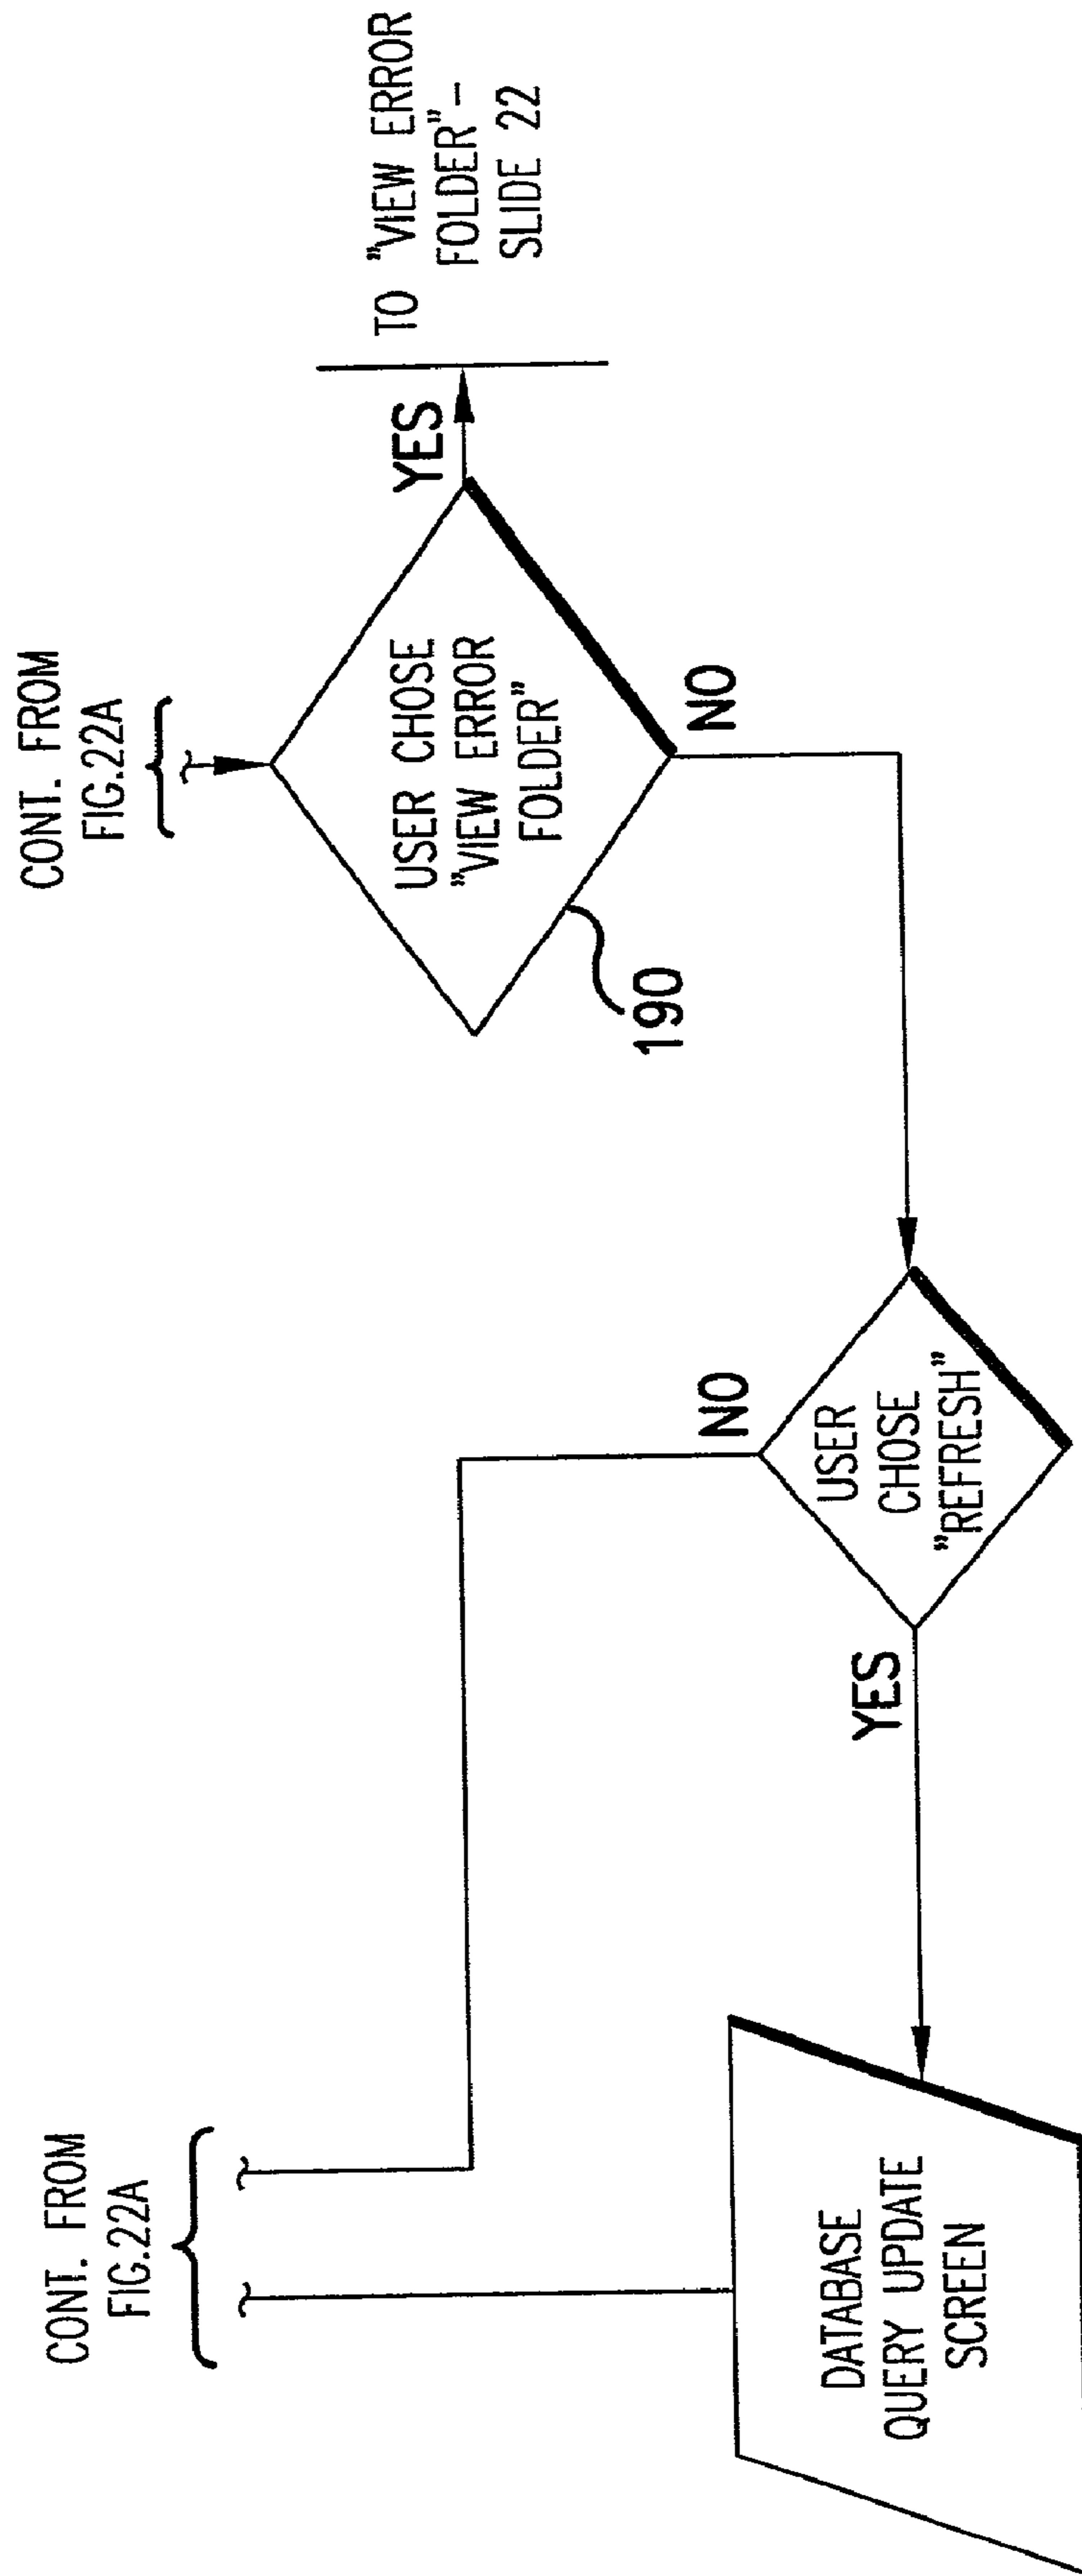 CONT. FROM
FIG.22A
CONT. FROM
FIG.22A
USER CHOSE
"VIEW ERROR
FOLDER"
YES
TO "VIEW ERROR
FOLDER"-
SLIDE 22
190
NO
USER
CHOSE
"REFRESH"
NO
YES
DATABASE
QUERY UPDATE
SCREEN